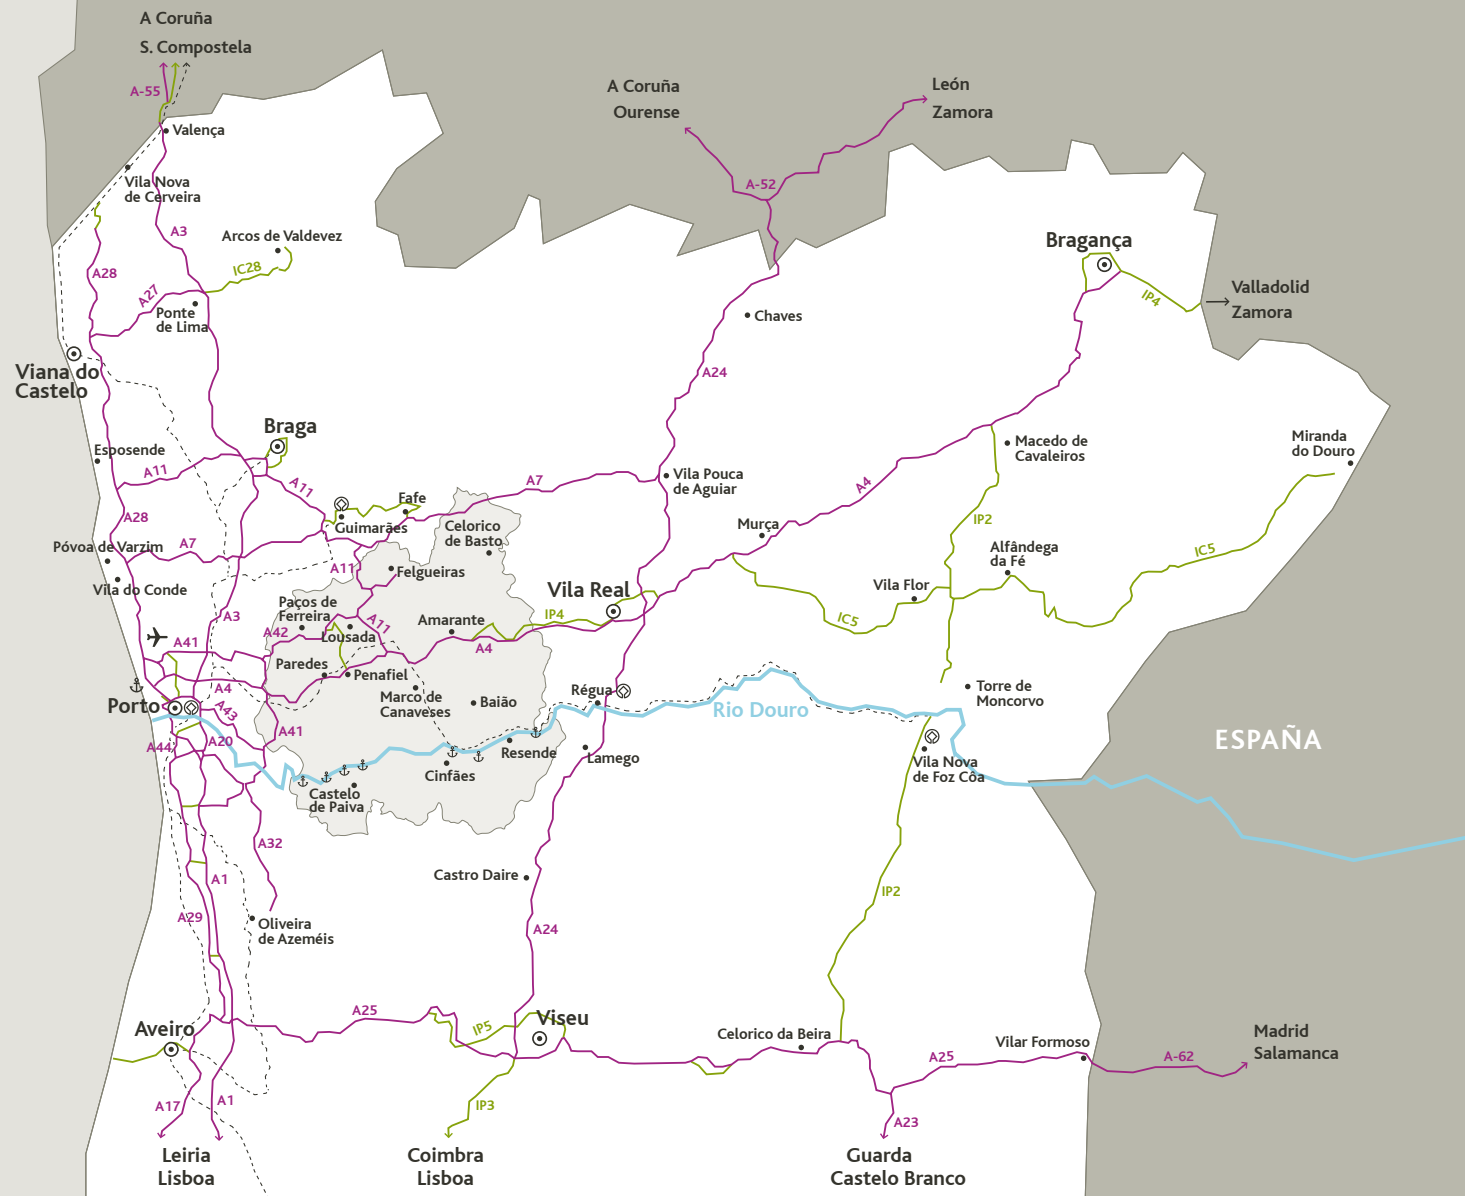 A Coruña
S. Compostela
A-55
Valença
Vila Nova
de Cerveira
A3
Arcos de Valdevez
IC28
A28
A27
Ponte
de Lima
Viana do
Castelo
A Coruña
Ourense
León
Zamora
A-52
Chaves
A24
Bragança
IP4
Valladolid
Zamora
Braga
Esposende
A11
A11
A28
Póvoa de Varzim
A7
Vila do Conde
Guimarães
Fafe
A7
Celorico
de Basto
Vila Pouca
de Aguiar
Murça
A4
Macedo de
Cavaleiros
Miranda
do Douro
IP2
IC5
Alfândega
da Fé
Vila Flor
IC5
A11
Felgueiras
A3
Paços de
Ferreira
A42
Lousada
A11
Amarante
IP4
Vila Real
A4
A41
Paredes
Penafiel
A4
Marco de
Canaveses
Baião
Régua
Rio Douro
Torre de
Moncorvo
Porto
A43
A41
A44
A20
Resende
Cinfães
Lamego
Castelo
de Paiva
Vila Nova
de Foz Côa
ESPAÑA
A32
A1
Castro Daire
IP2
A29
Oliveira
de Azeméis
A24
Aveiro
A25
IP5
Viseu
Celorico da Beira
Vilar Formoso
A25
A-62
Madrid
Salamanca
A17
A1
IP3
A23
Leiria
Lisboa
Coimbra
Lisboa
Guarda
Castelo Branco